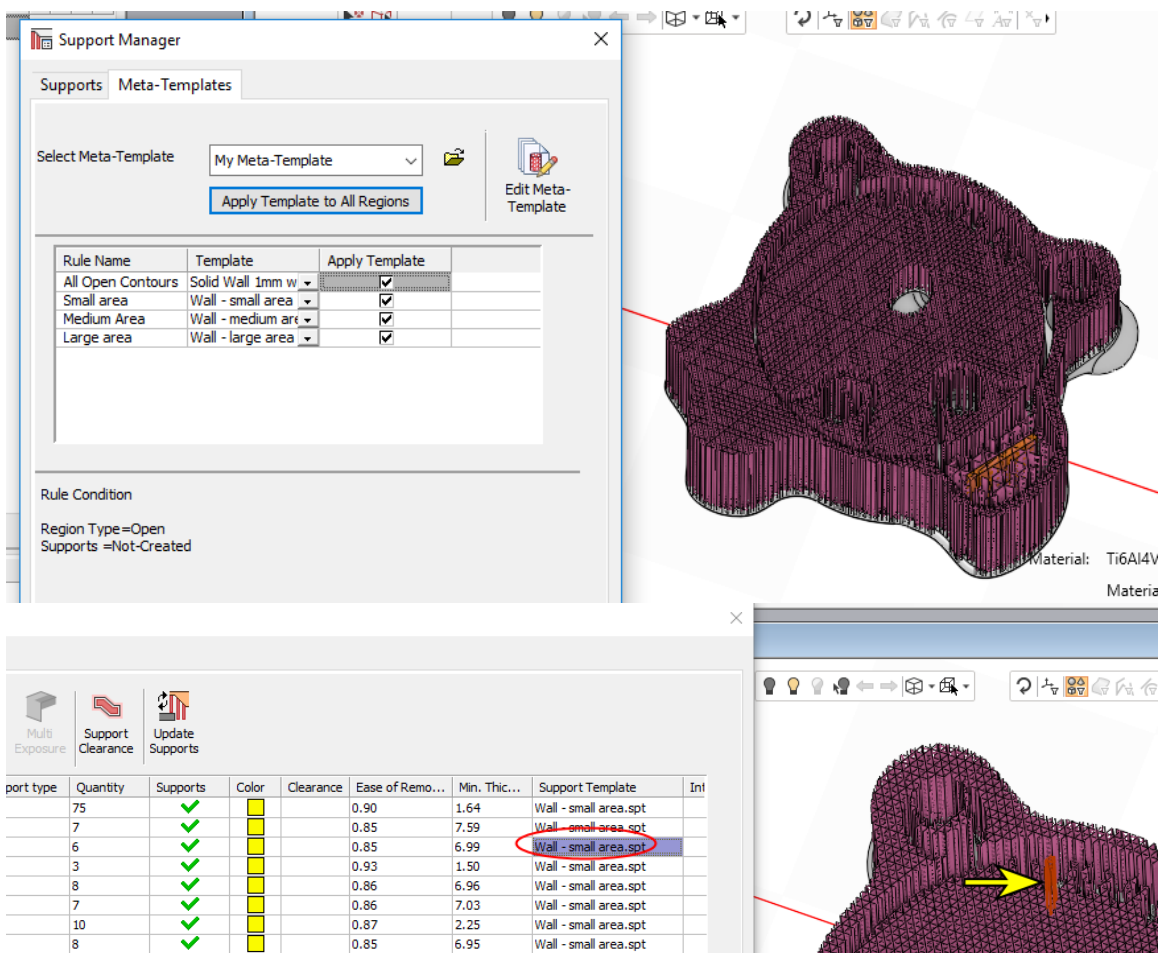 Support Manager
Supports Meta-Templates
Select Meta-Template My Meta-Template
Apply Template to All Regions
Edit Meta-
Template
Rule Name Template Apply Template
All Open Contours Solid Wall 1mm w
Small area Wall - small area
Medium Area Wall - medium are
Large area Wall - large area
Rule Condition
Region Type=Open
Supports =Not-Created
Material: Ti6Al4V
Materia
Multi
Exposure
Support
Clearance
Update
Supports
port type Quantity Supports Color Clearance Ease of Remo... Min. Thic... Support Template Int
75 0.90 1.64 Wall - small area.spt
7 0.85 7.59 Wall - small area.spt
6 0.85 6.99 Wall - small area.spt
3 0.93 1.50 Wall - small area.spt
8 0.86 6.96 Wall - small area.spt
7 0.86 7.03 Wall - small area.spt
10 0.87 2.25 Wall - small area.spt
8 0.85 6.95 Wall - small area.spt